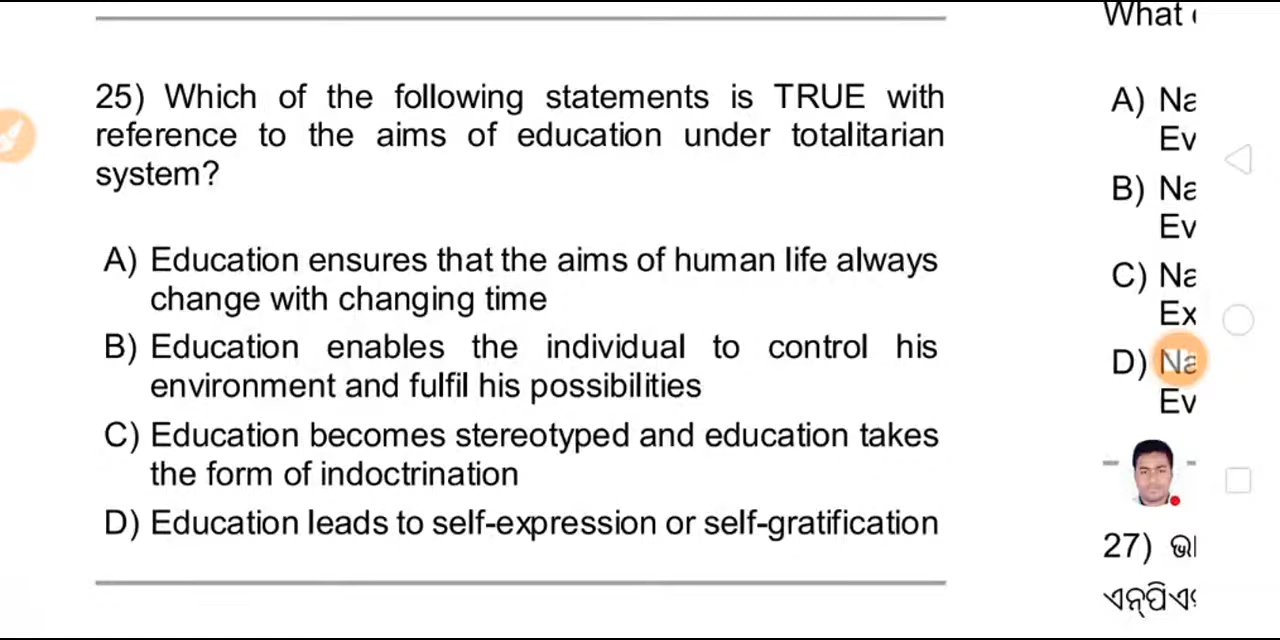 25) Which of the following statements is TRUE with
reference to the aims of education under totalitarian
system?
A) Education ensures that the aims of human life always
change with changing time
B) Education enables the individual to control his
environment and fulfil his possibilities
C) Education becomes stereotyped and education takes
the form of indoctrination
D) Education leads to self-expression or self-gratification
What
A) Na
Ev
B) Na
Ev
C) Na
Ex
D) Na
Ev
27) ଭା
ଏନ୍‌ପିଏ